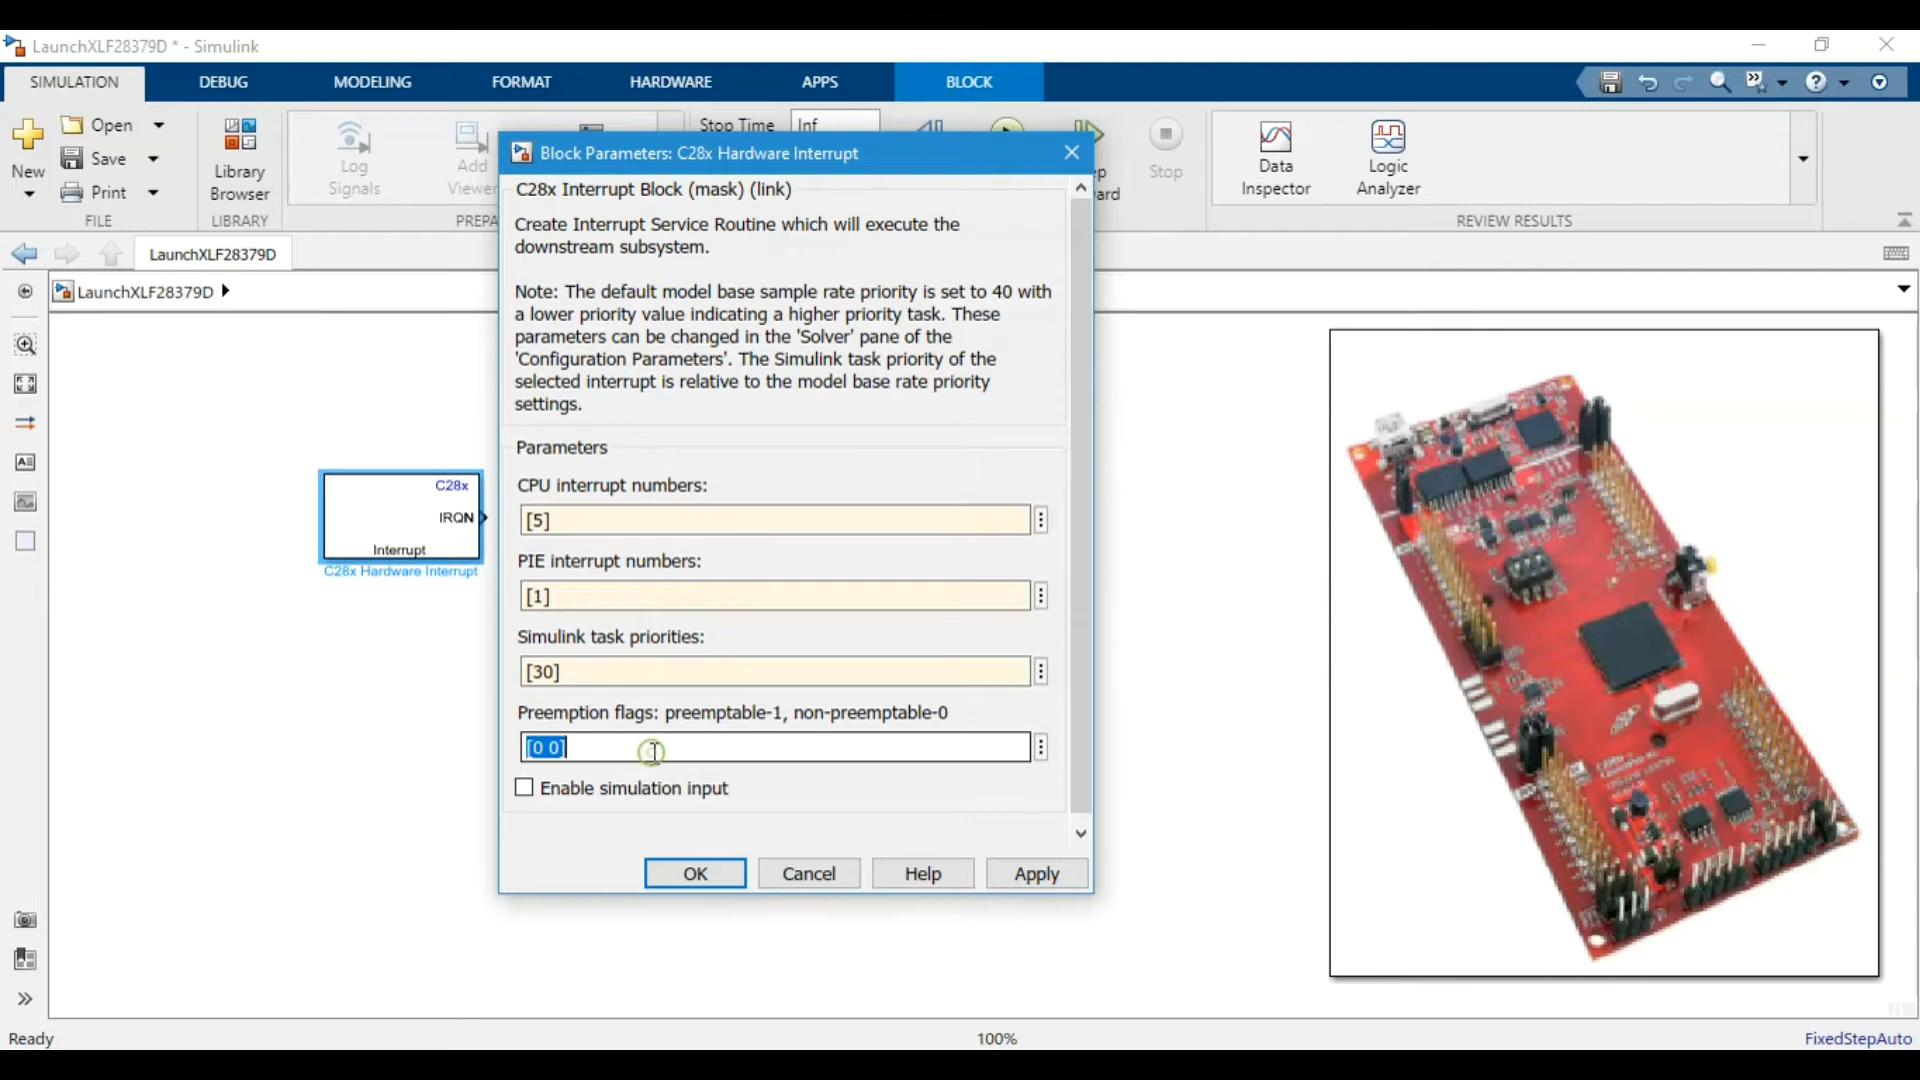 LaunchXLF28379D * - Simulink
SIMULATION
DEBUG
MODELING
FORMAT
HARDWARE
APPS
BLOCK
New
Open
Save
Print
FILE
Library
Browser
LIBRARY
Log
Signals
Add
Viewer
PREPA
Stop Time
Inf
Stop
Data
Inspector
Logic
Analyzer
REVIEW RESULTS
LaunchXLF28379D
LaunchXLF28379D
C28x
IRQN
Interrupt
C28x Hardware Interrupt
Block Parameters: C28x Hardware Interrupt
C28x Interrupt Block (mask) (link)
Create Interrupt Service Routine which will execute the
downstream subsystem.
Note: The default model base sample rate priority is set to 40 with
a lower priority value indicating a higher priority task. These
parameters can be changed in the 'Solver' pane of the
'Configuration Parameters'. The Simulink task priority of the
selected interrupt is relative to the model base rate priority
settings.
Parameters
CPU interrupt numbers:
[5]
PIE interrupt numbers:
[1]
Simulink task priorities:
[30]
Preemption flags: preemptable-1, non-preemptable-0
[0 0]
Enable simulation input
OK
Cancel
Help
Apply
Ready
100%
FixedStepAuto